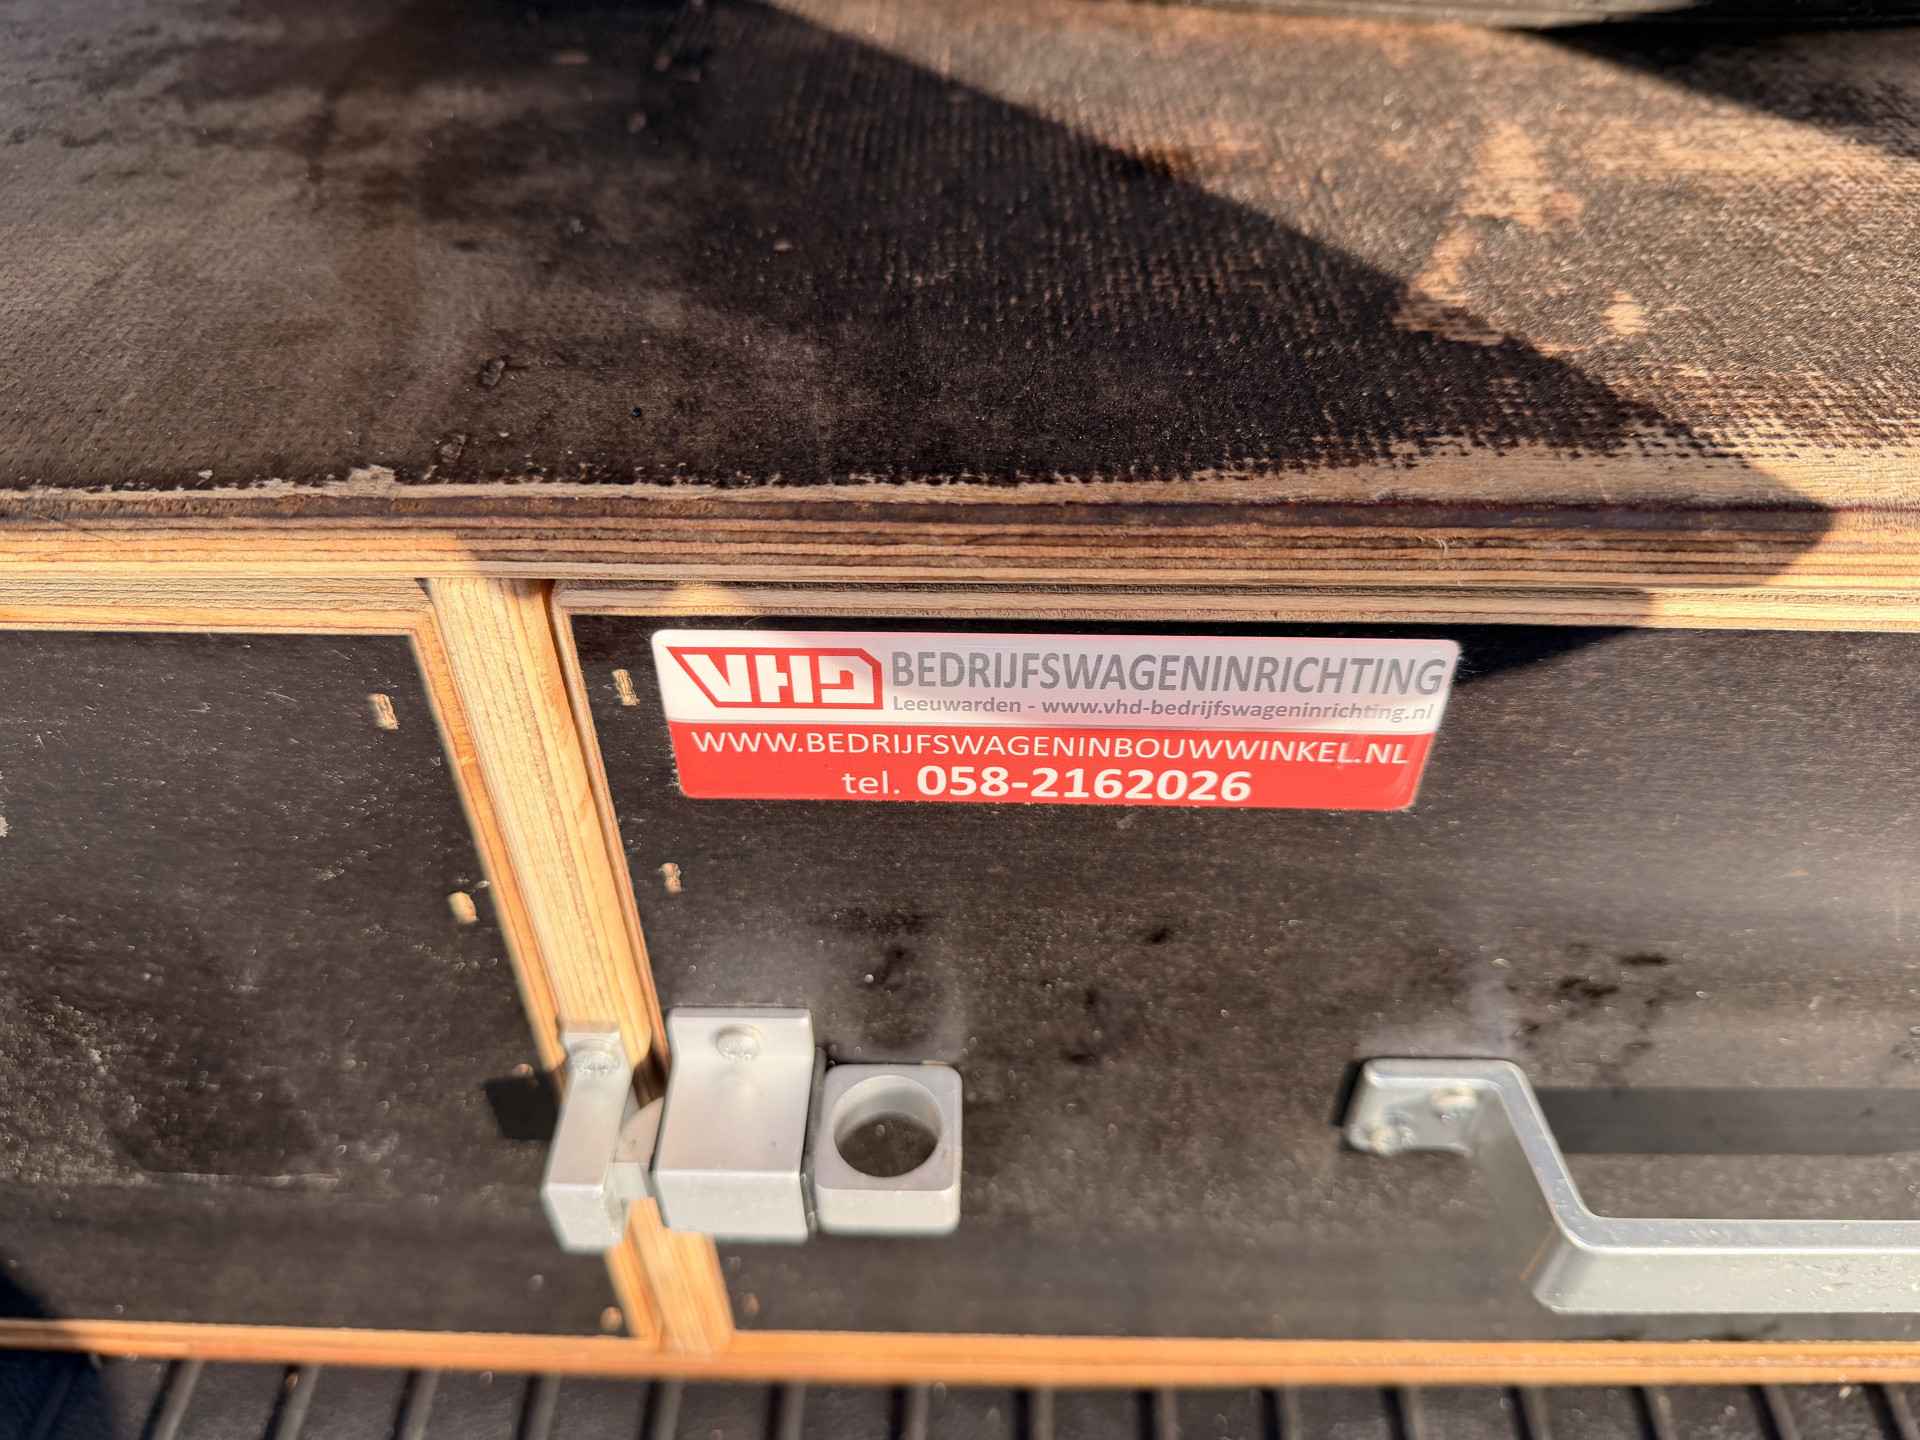 VHD BEDRIJFSWAGENINRICHTING
Leeuwarden - www.vhd-bedrijfswageninrichting.nl
WWW.BEDRIJFSWAGENINBOUWWINKEL.NL
tel. 058-2162026